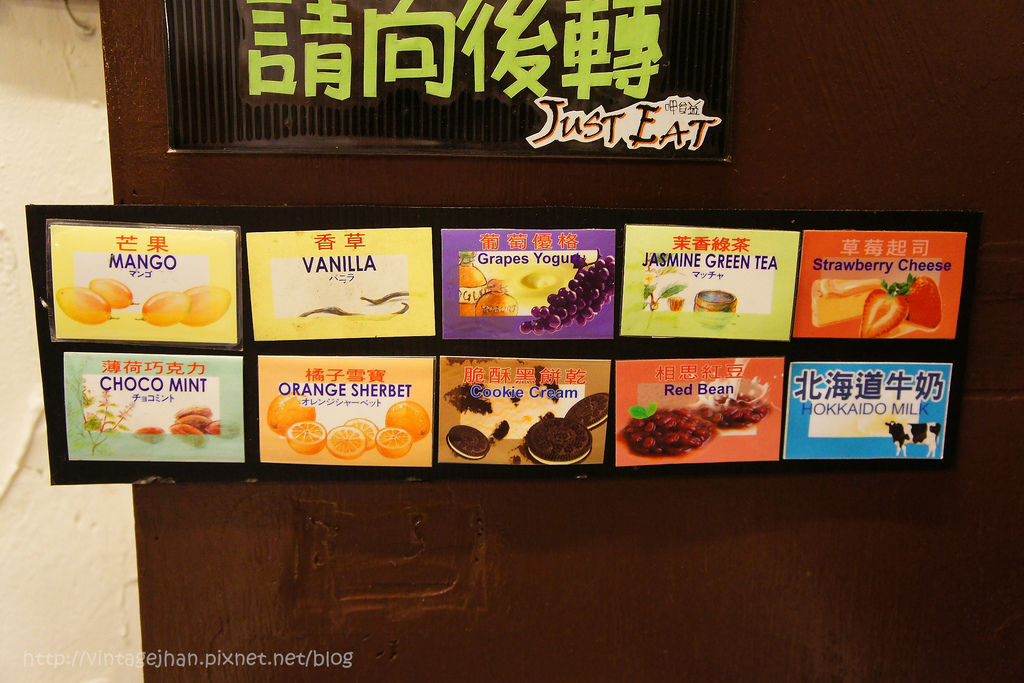 請向後轉
呷食益
JUST EAT
芒果
MANGO
マンゴ
香草
VANILLA
バニラ
葡萄優格
Grapes Yogurt
茉香綠茶
JASMINE GREEN TEA
マッチャ
草莓起司
Strawberry Cheese
薄荷巧克力
CHOCO MINT
チョコミント
橘子雪寶
ORANGE SHERBET
オレンジシャーベット
脆酥黑餅乾
Cookie Cream
相思紅豆
Red Bean
北海道牛奶
HOKKAIDO MILK
http://vintagejhan.pixnet.net/blog